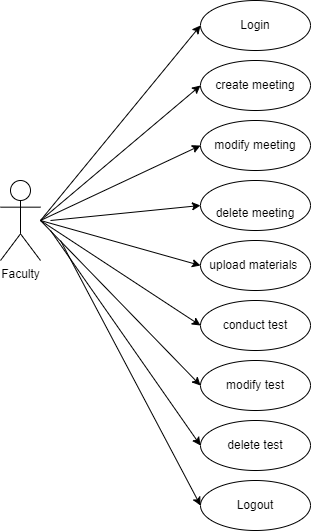 Login
create meeting
modify meeting
delete meeting
Faculty
upload materials
conduct test
modify test
delete test
Logout